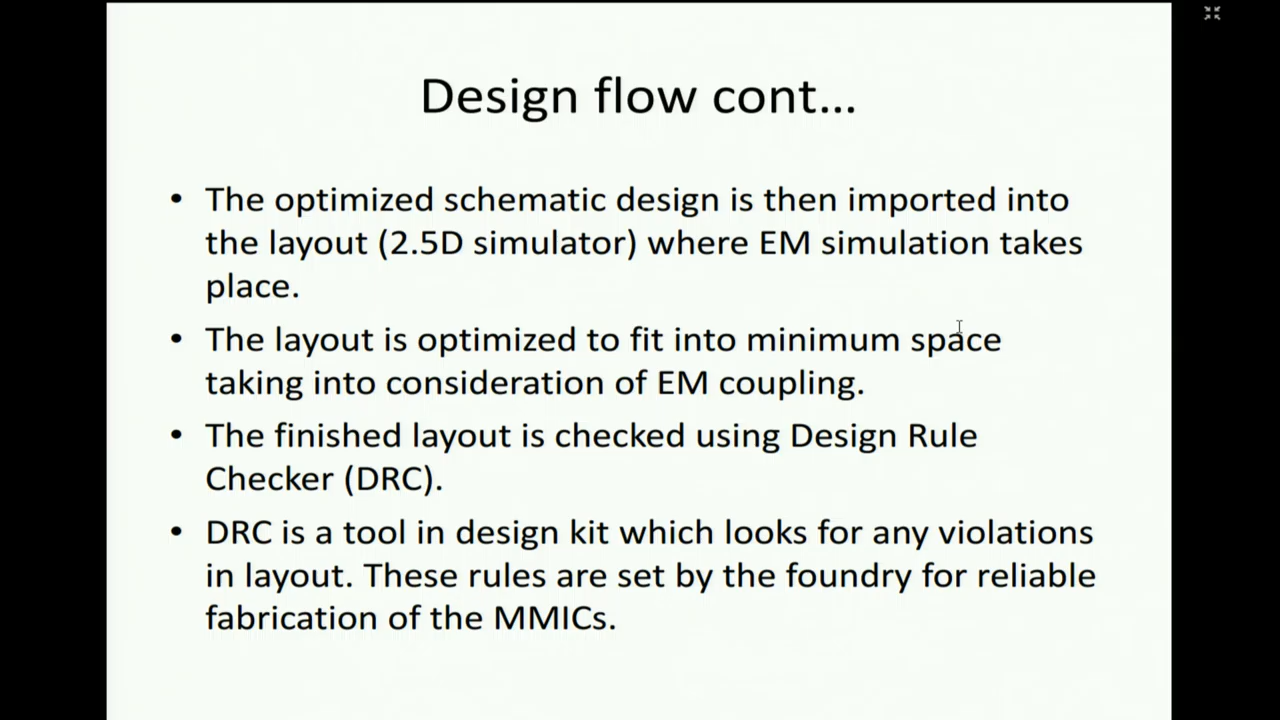 Design flow cont...
• The optimized schematic design is then imported into
the layout (2.5D simulator) where EM simulation takes
place.
• The layout is optimized to fit into minimum space
taking into consideration of EM coupling.
• The finished layout is checked using Design Rule
Checker (DRC).
• DRC is a tool in design kit which looks for any violations
in layout. These rules are set by the foundry for reliable
fabrication of the MMICs.